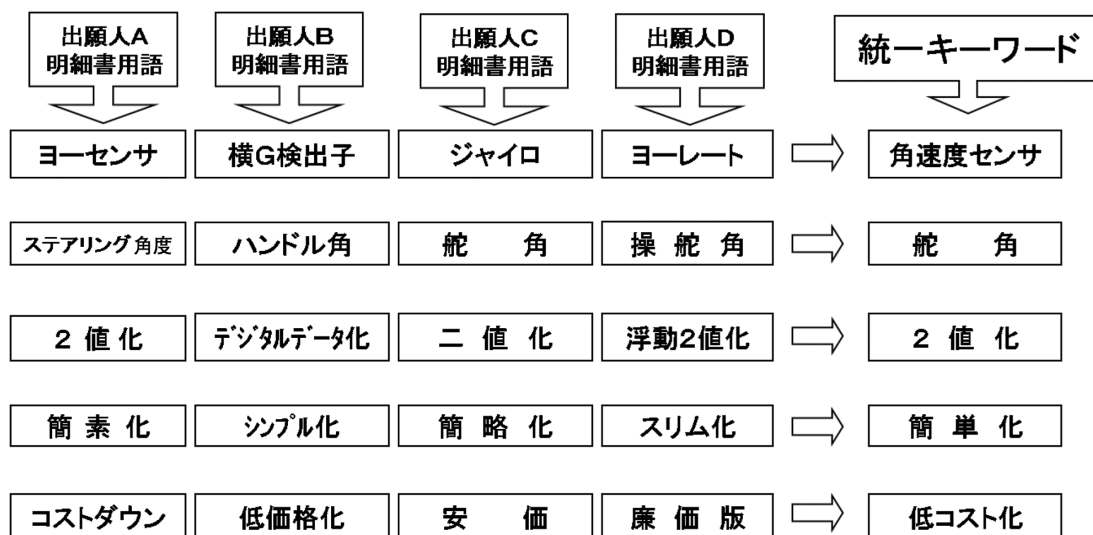 出願人A
明細書用語
出願人B
明細書用語
出願人C
明細書用語
出願人D
明細書用語
統一キーワード
ヨーセンサ
横G検出子
ジャイロ
ヨーレート
角速度センサ
ステアリング角度
ハンドル角
舵角
操舵角
舵角
2値化
デジタルデータ化
二値化
浮動2値化
2値化
簡素化
シンプル化
簡略化
スリム化
簡単化
コストダウン
低価格化
安価
廉価版
低コスト化